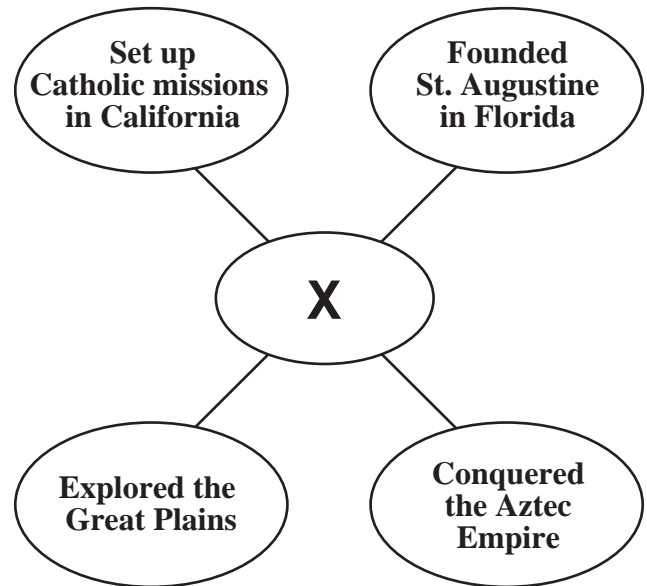 Set up
Catholic missions
in California
Founded
St. Augustine
in Florida
X
Explored the
Great Plains
Conquered
the Aztec
Empire